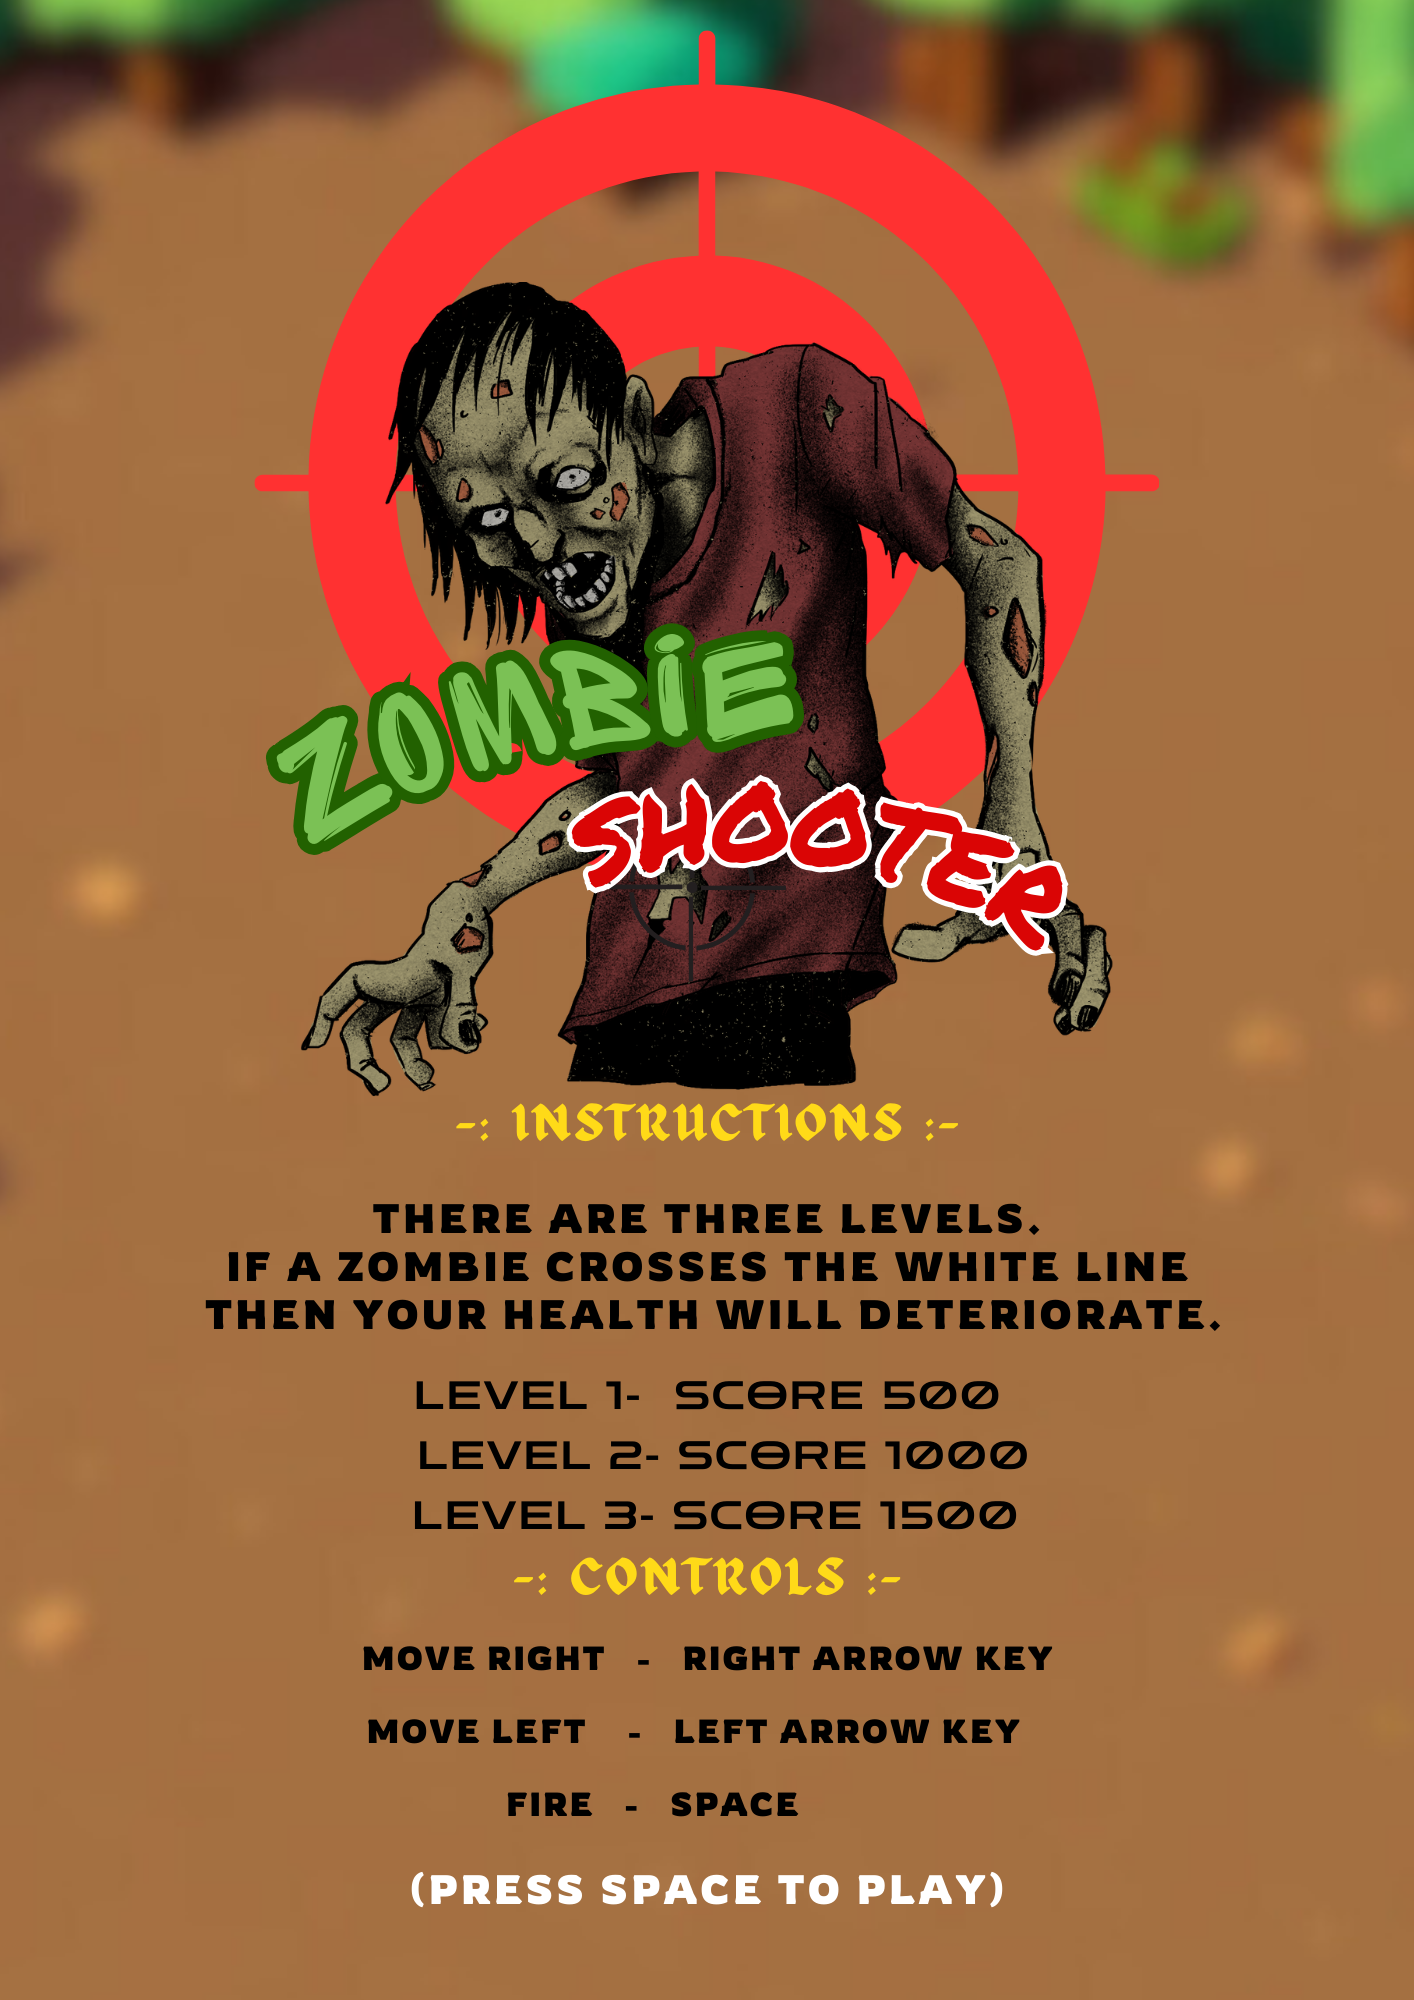 ZOMBiE
SHOOTER
-: INSTRUCTIONS :-
THERE ARE THREE LEVELS.
IF A ZOMBIE CROSSES THE WHITE LINE
THEN YOUR HEALTH WILL DETERIORATE.
LEVEL 1- SCORE 500
LEVEL 2- SCORE 1000
LEVEL 3- SCORE 1500
-: CONTROLS :-
MOVE RIGHT - RIGHT ARROW KEY
MOVE LEFT - LEFT ARROW KEY
FIRE - SPACE
(PRESS SPACE TO PLAY)